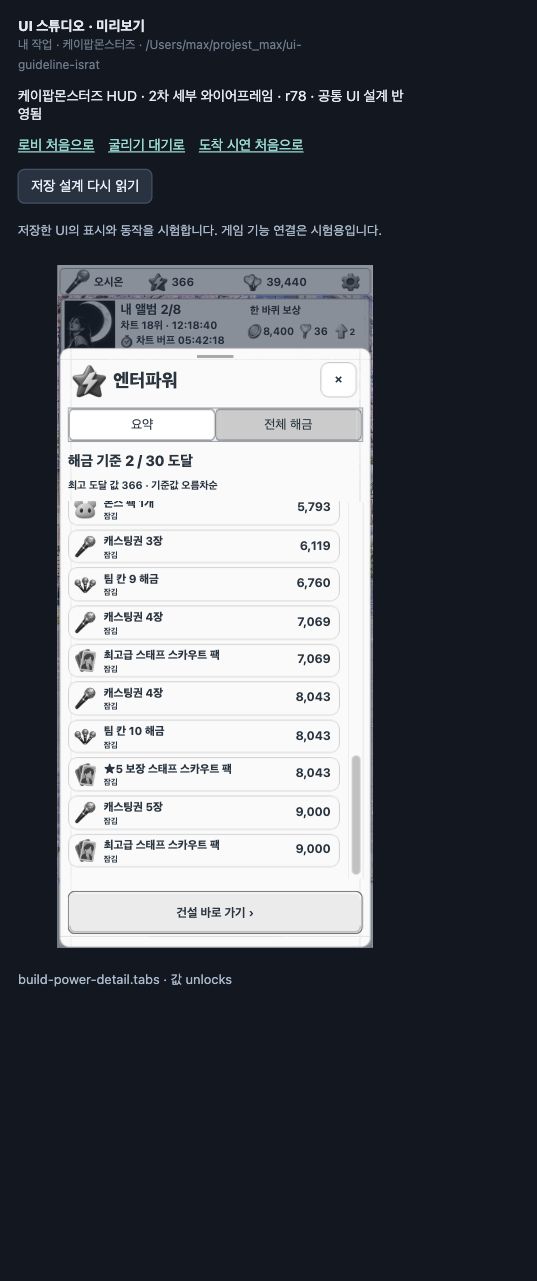 UI 스튜디오 · 미리보기
내 작업 · 케이팝몬스터즈 · /Users/max/projest_max/ui-
guideline-israt
케이팝몬스터즈 HUD · 2차 세부 와이어프레임 · r78 · 공통 UI 설계 반
영됨
로비 처음으로 굴리기 대기로 도착 시연 처음으로
저장 설계 다시 읽기
저장한 UI의 표시와 동작을 시험합니다. 게임 기능 연결은 시험용입니다.
오시온 366 39,440
내 앨범 2/8 한 바퀴 보상
차트 18위 · 12:18:40
8,400 36 2
차트 버프 05:42:18
엔터파워 ×
요약 전체 해금
해금 기준 2 / 30 도달
최고 도달 값 366 · 기준값 오름차순
몬스 팩 1개 5,793
잠김
캐스팅권 3장 6,119
잠김
팀 칸 9 해금 6,760
잠김
캐스팅권 4장 7,069
잠김
최고급 스태프 스카우트 팩 7,069
잠김
캐스팅권 4장 8,043
잠김
팀 칸 10 해금 8,043
잠김
★5 보장 스태프 스카우트 팩 8,043
잠김
캐스팅권 5장 9,000
잠김
최고급 스태프 스카우트 팩 9,000
잠김
건설 바로 가기 ›
build-power-detail.tabs · 값 unlocks